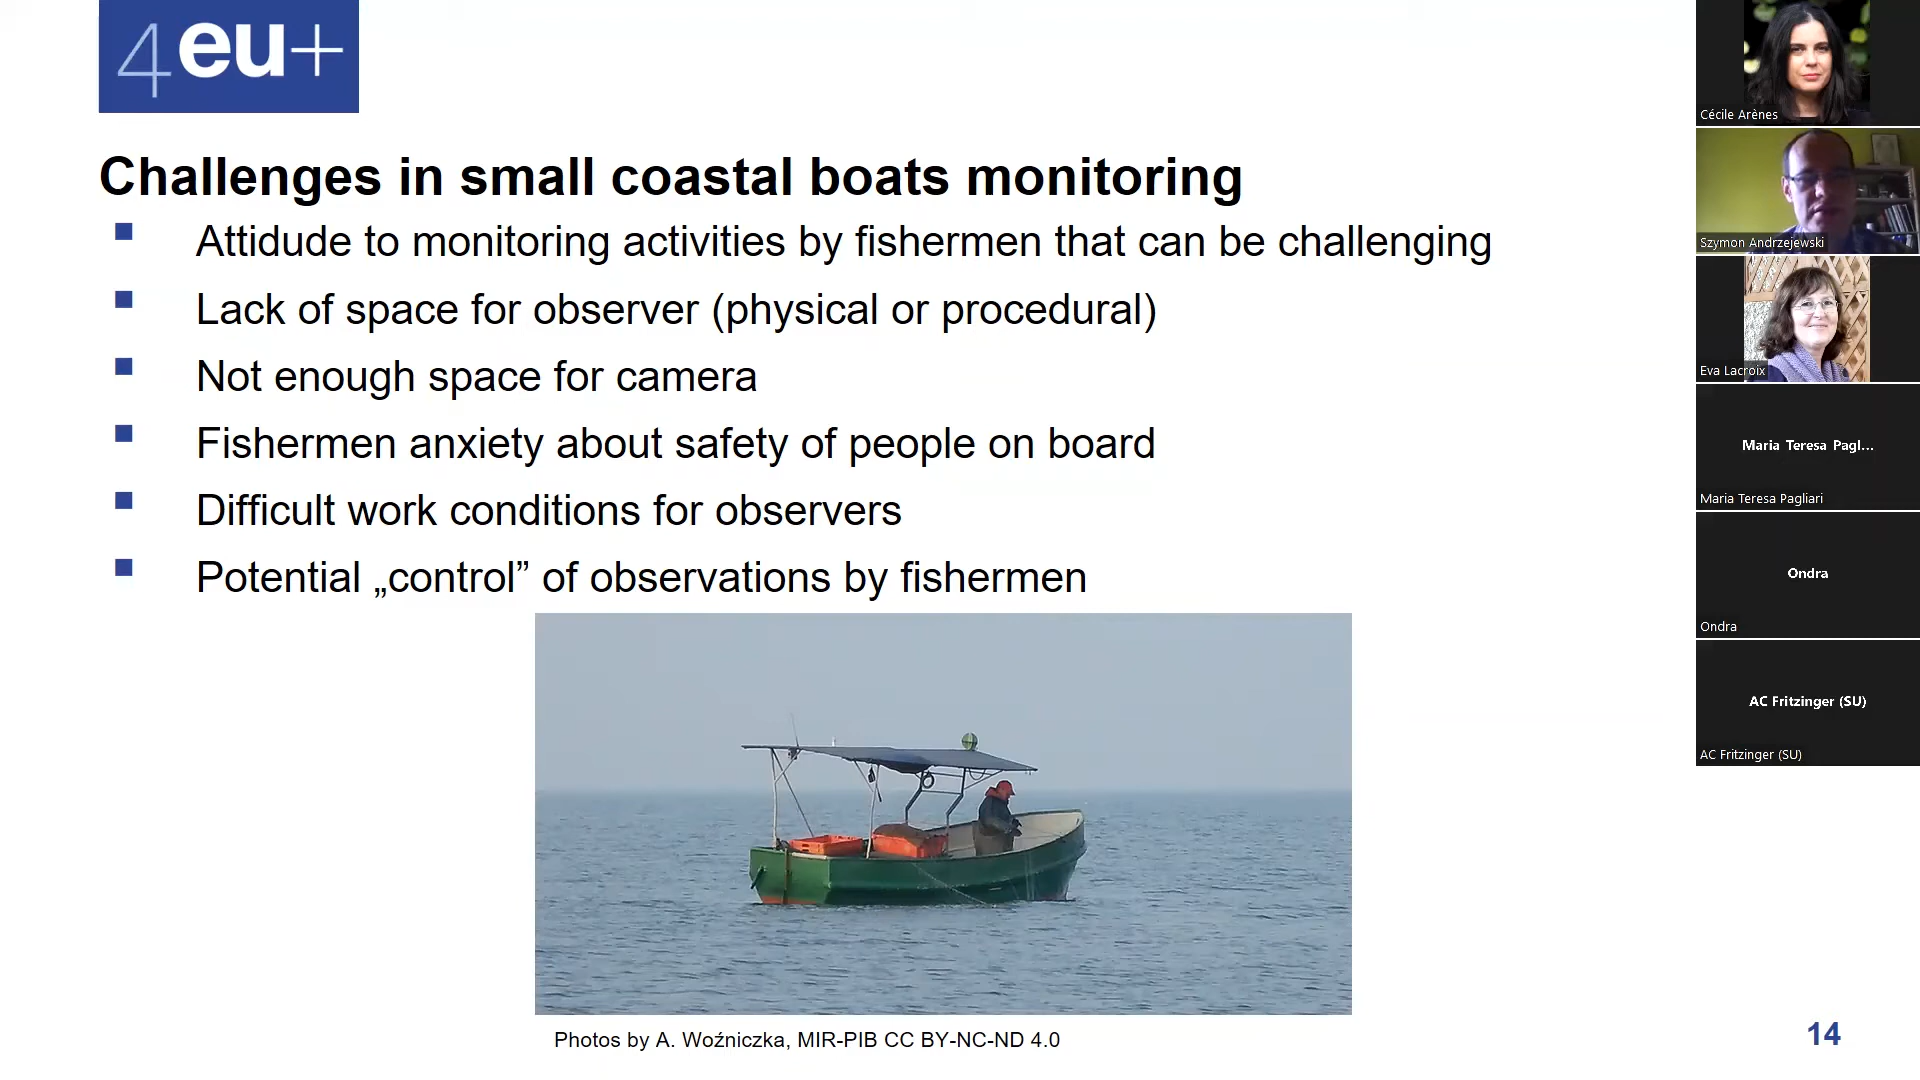 4eu+
Challenges in small coastal boats monitoring
Attidude to monitoring activities by fishermen that can be challenging
Lack of space for observer (physical or procedural)
Not enough space for camera
Fishermen anxiety about safety of people on board
Difficult work conditions for observers
Potential „control” of observations by fishermen
Photos by A. Woźniczka, MIR-PIB CC BY-NC-ND 4.0
14
Cécile Arènes
Szymon Andrzejewski
Eva Lacroix
Maria Teresa Pagl...
Maria Teresa Pagliari
Ondra
Ondra
AC Fritzinger (SU)
AC Fritzinger (SU)